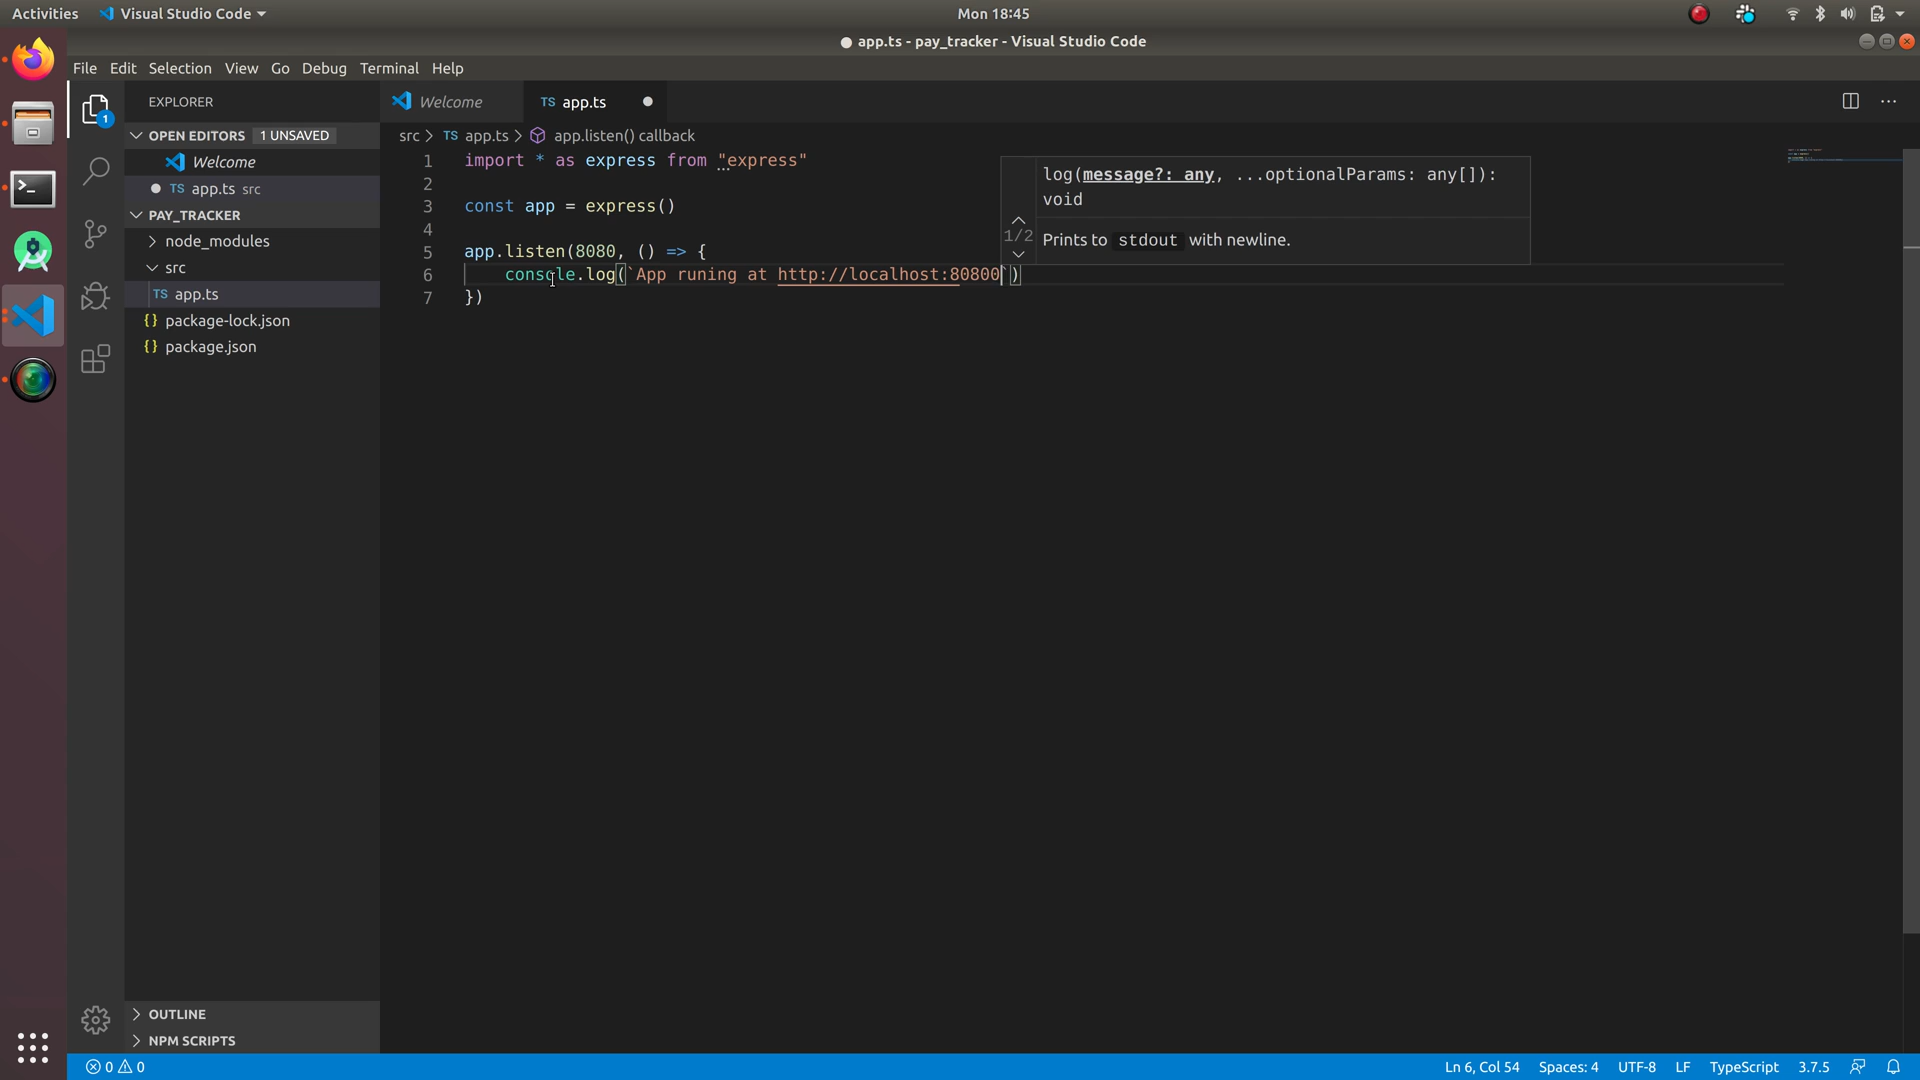 Activities
Visual Studio Code
Mon 18:45
app.ts - pay_tracker - Visual Studio Code
File Edit Selection View Go Debug Terminal Help
1
EXPLORER
OPEN EDITORS 1 UNSAVED
Welcome
TS app.ts src
PAY_TRACKER
node_modules
src
TS app.ts
{} package-lock.json
{} package.json
OUTLINE
NPM SCRIPTS
Welcome
TS app.ts
src > TS app.ts > app.listen() callback
1 import * as express from "express"
2
3 const app = express()
4
5 app.listen(8080, () => {
6 console.log(`App runing at http://localhost:80800`)
7 })
log(message?: any, ...optionalParams: any[]):
void
1/2
Prints to stdout with newline.
0 0
Ln 6, Col 54 Spaces: 4 UTF-8 LF TypeScript 3.7.5